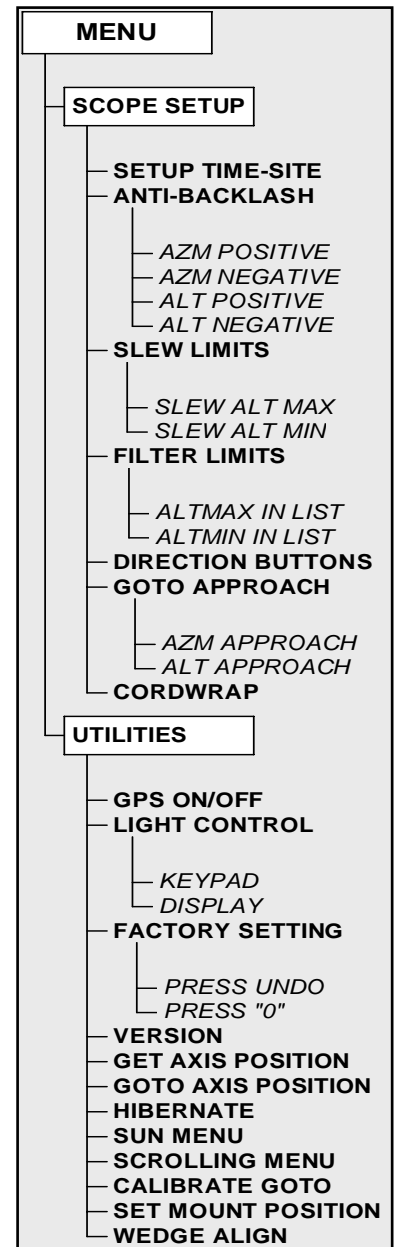 MENU
SCOPE SETUP
SETUP TIME-SITE
ANTI-BACKLASH
AZM POSITIVE
AZM NEGATIVE
ALT POSITIVE
ALT NEGATIVE
SLEW LIMITS
SLEW ALT MAX
SLEW ALT MIN
FILTER LIMITS
ALTMAX IN LIST
ALTMIN IN LIST
DIRECTION BUTTONS
GOTO APPROACH
AZM APPROACH
ALT APPROACH
CORDWRAP
UTILITIES
GPS ON/OFF
LIGHT CONTROL
KEYPAD
DISPLAY
FACTORY SETTING
PRESS UNDO
PRESS "0"
VERSION
GET AXIS POSITION
GOTO AXIS POSITION
HIBERNATE
SUN MENU
SCROLLING MENU
CALIBRATE GOTO
SET MOUNT POSITION
WEDGE ALIGN